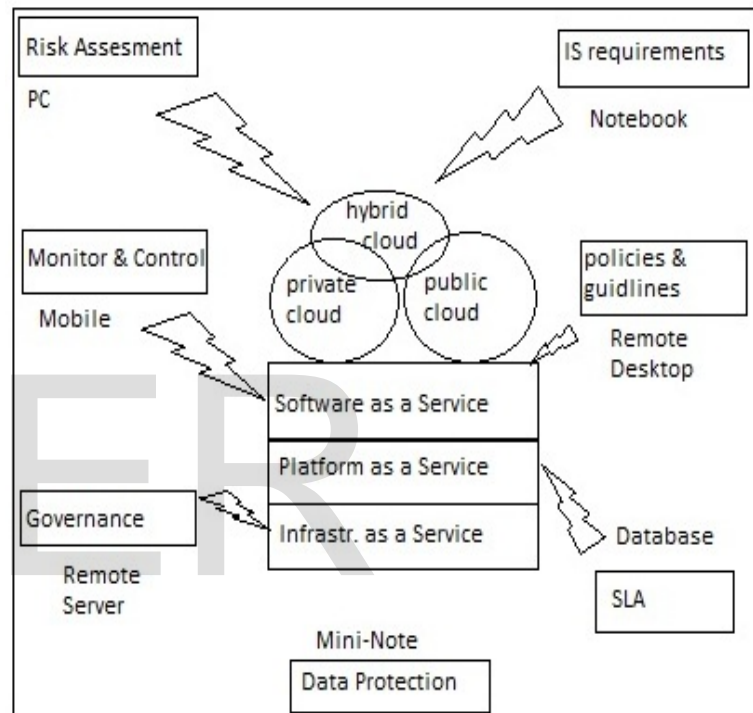 Risk Assesment
IS requirements
PC
Notebook
hybrid
cloud
Monitor & Control
private
cloud
public
cloud
policies &
guidlines
Mobile
Remote
Desktop
Software as a Service
Platform as a Service
Governance
Infrastr. as a Service
Database
Remote
Server
SLA
Mini-Note
Data Protection
ER